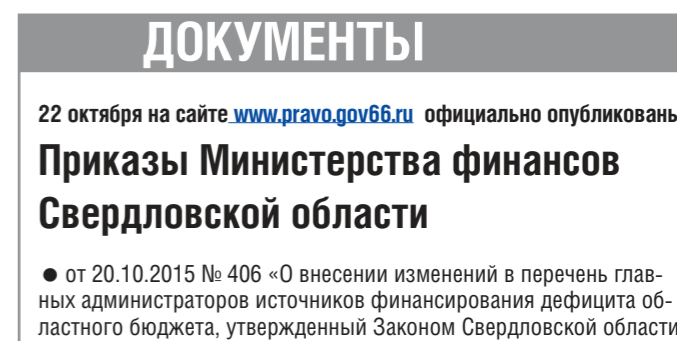 ДОКУМЕНТЫ
22 октября на сайте www.pravo.gov66.ru официально опубликованы
Приказы Министерства финансов
Свердловской области
● от 20.10.2015 № 406 «О внесении изменений в перечень глав-
ных администраторов источников финансирования дефицита об-
ластного бюджета, утвержденный Законом Свердловской области